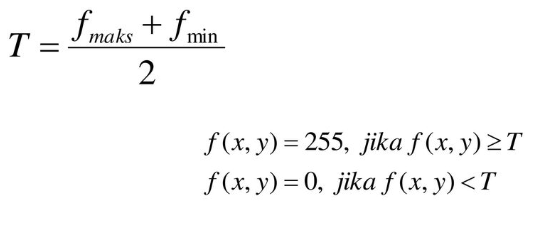 T = (f_maks + f_min) / 2
f(x, y) = 255, jika f(x, y) ≥ T
f(x, y) = 0, jika f(x, y) < T